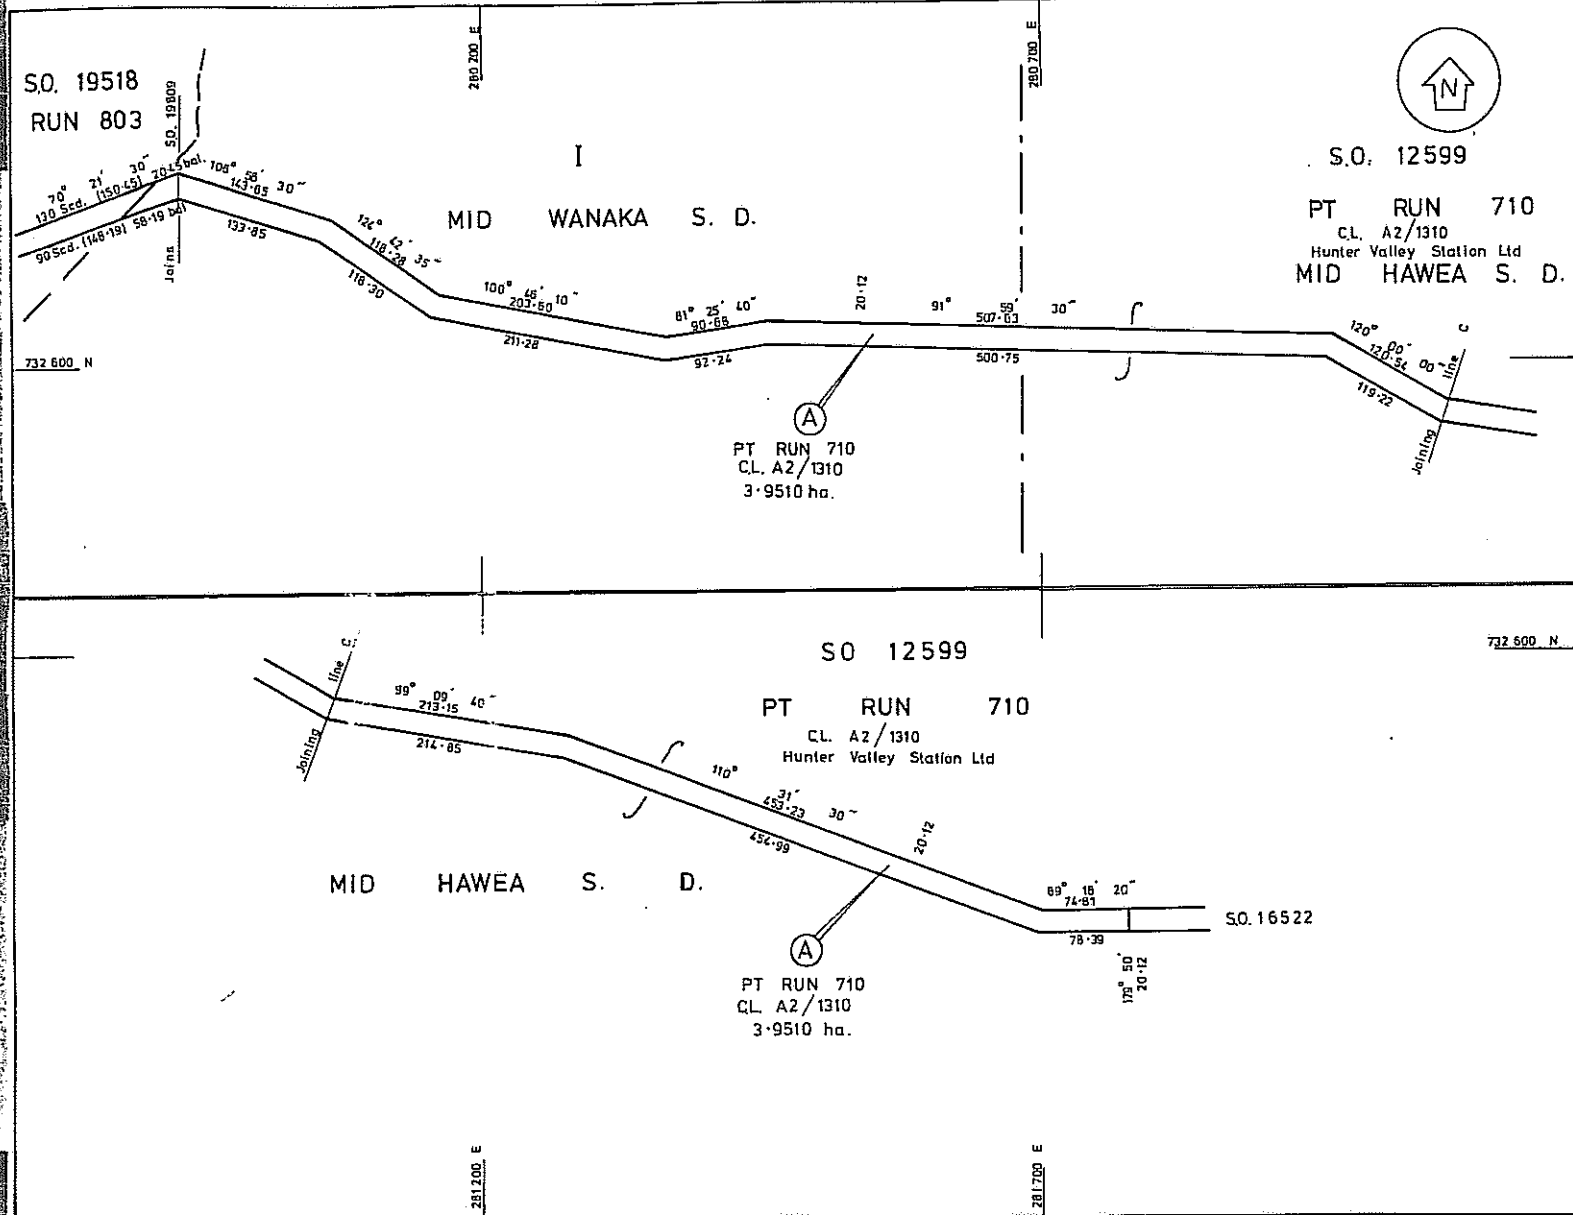 280 200 E
280 700 E
S.O. 19518
RUN 803
S.O. 19809
N
S.O. 12599
I
MID WANAKA S. D.
PT RUN 710
C.L. A2/1310
Hunter Valley Station Ltd
MID HAWEA S. D.
70° 21' 30"
130 Scd. (150·45) 20·45 bal.
90 Scd. (148·19) 58·19 bal
Joins
106° 56' 30"
143·65
133·85
124° 42' 35"
118·28
118·30
100° 46' 10"
203·60
211·28
81° 25' 40"
90·68
92·24
20·12
91° 59' 30"
507·63
500·75
120° 00' 00"
120·54
119·22
Joining line C
732 600 N
A
PT RUN 710
C.L. A2/1310
3·9510 ha.
732 600 N
Joining line C
SO 12599
PT RUN 710
C.L. A2/1310
Hunter Valley Station Ltd
99° 09' 40"
213·15
214·85
110° 31' 30"
453·23
454·99
20·12
MID HAWEA S. D.
89° 18' 20"
74·81
78·39
S.O. 16522
179° 50'
20·12
A
PT RUN 710
C.L. A2/1310
3·9510 ha.
281 200 E
281 700 E